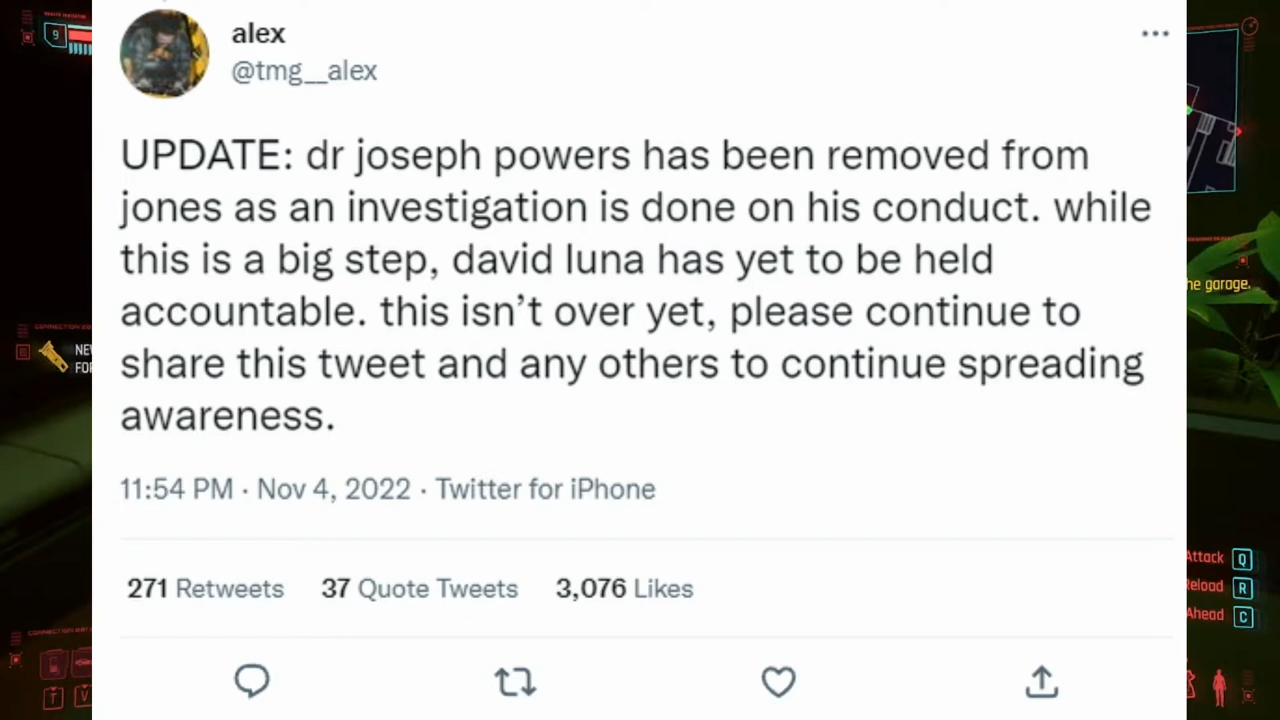 alex
@tmg__alex
UPDATE: dr joseph powers has been removed from
jones as an investigation is done on his conduct. while
this is a big step, david luna has yet to be held
accountable. this isn’t over yet, please continue to
share this tweet and any others to continue spreading
awareness.
11:54 PM · Nov 4, 2022 · Twitter for iPhone
271 Retweets 37 Quote Tweets 3,076 Likes
9
he garage.
NE
FO
Attack Q
Reload R
Ahead C
T V